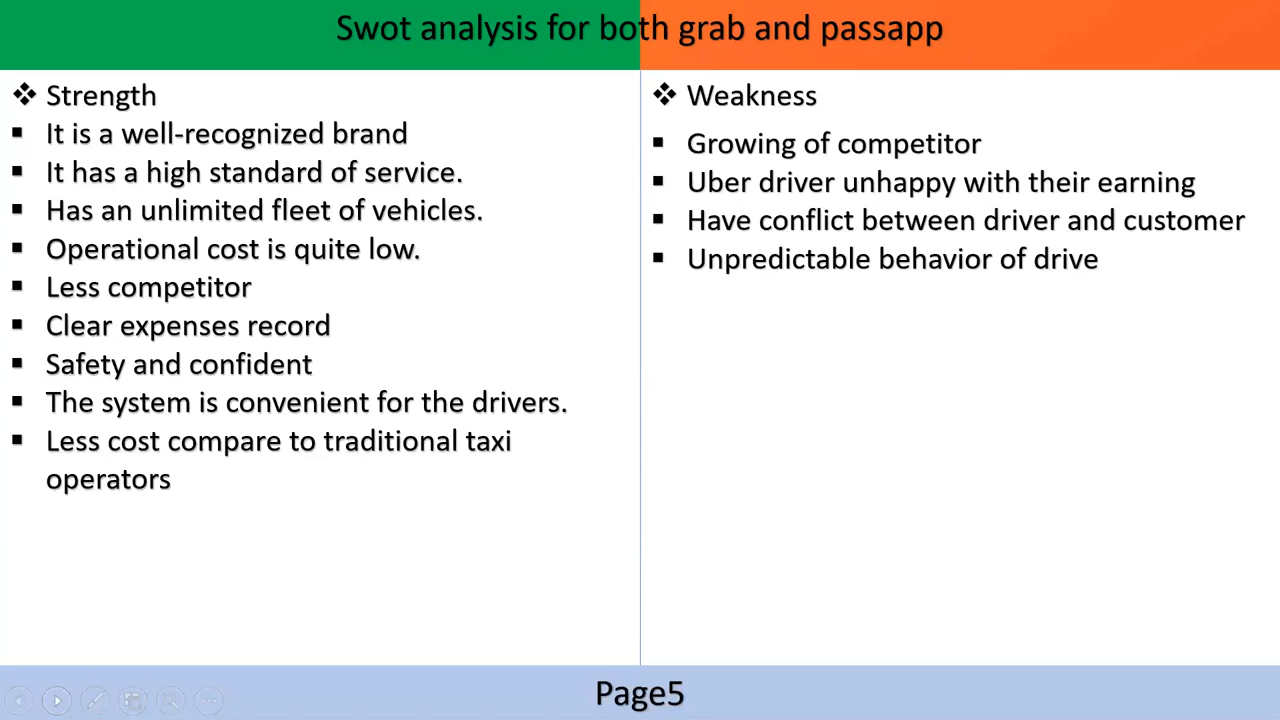 Swot analysis for both grab and passapp
❖ Strength
▪ It is a well-recognized brand
▪ It has a high standard of service.
▪ Has an unlimited fleet of vehicles.
▪ Operational cost is quite low.
▪ Less competitor
▪ Clear expenses record
▪ Safety and confident
▪ The system is convenient for the drivers.
▪ Less cost compare to traditional taxi
operators
❖ Weakness
▪ Growing of competitor
▪ Uber driver unhappy with their earning
▪ Have conflict between driver and customer
▪ Unpredictable behavior of drive
Page5